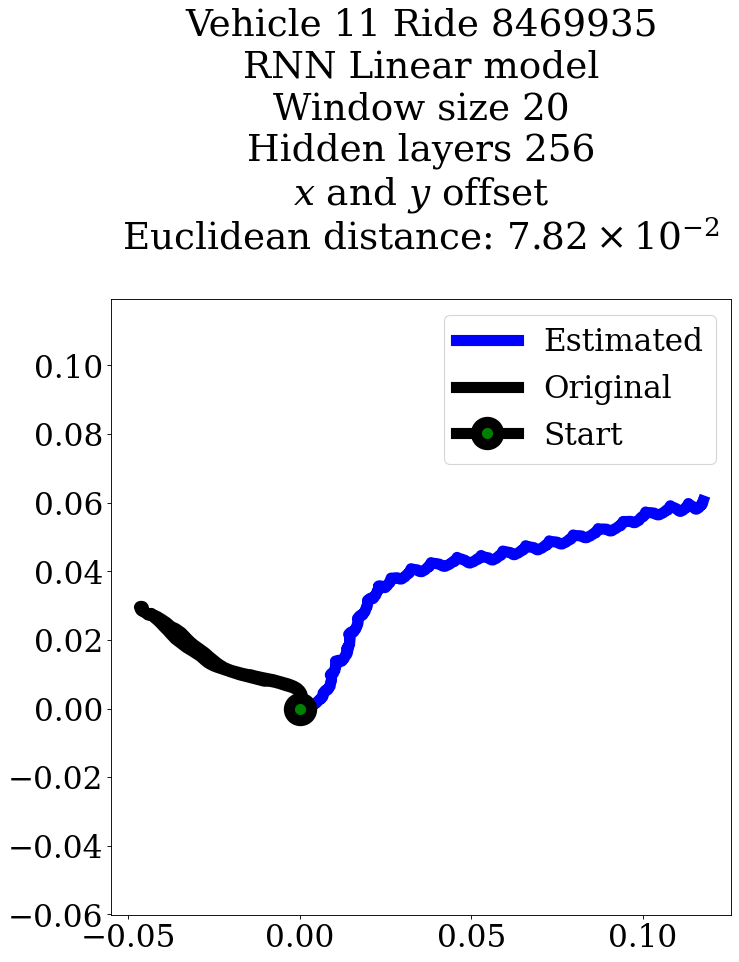 Vehicle 11 Ride 8469935
RNN Linear model
Window size 20
Hidden layers 256
x and y offset
Euclidean distance: 7.82 × 10⁻²
Estimated
Original
Start
0.10
0.08
0.06
0.04
0.02
0.00
−0.02
−0.04
−0.06
−0.05 0.00 0.05 0.10